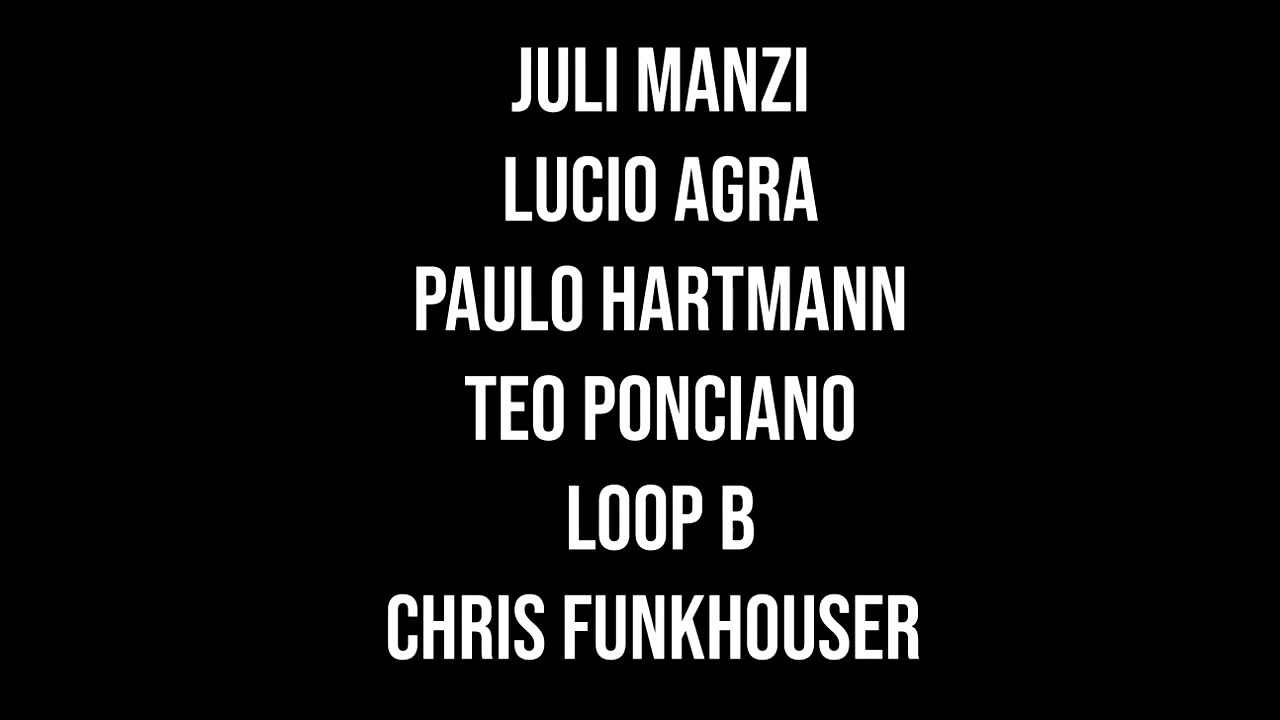 JULI MANZI
LUCIO AGRA
PAULO HARTMANN
TEO PONCIANO
LOOP B
CHRIS FUNKHOUSER